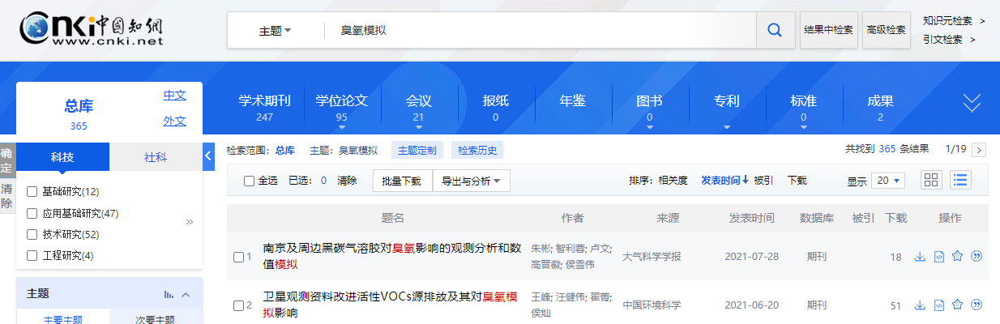 cnki中国知网
www.cnki.net
主题
臭氧模拟
结果中检索
高级检索
知识元检索 >
引文检索 >
总库
365
中文
外文
学术期刊
247
学位论文
95
会议
21
报纸
0
年鉴
图书
0
专利
标准
0
成果
2
确定
清除
科技
社科
基础研究(12)
应用基础研究(47)
技术研究(52)
工程研究(4)
»
主题
主要主题
次要主题
检索范围：总库 主题：臭氧模拟 主题定制 检索历史
共找到 365 条结果 1/19 >
全选 已选：0 清除 批量下载 导出与分析
排序：相关度 发表时间↓ 被引 下载 显示 20
题名 作者 来源 发表时间 数据库 被引 下载 操作
1 南京及周边黑碳气溶胶对臭氧影响的观测分析和数
值模拟
朱彬; 智利蓉; 卢文;
高晋徽; 侯雪伟
大气科学学报 2021-07-28 期刊 18
2 卫星观测资料改进活性VOCs源排放及其对臭氧模
拟影响
王峰; 汪健伟; 翟菁;
侯灿
中国环境科学 2021-06-20 期刊 51